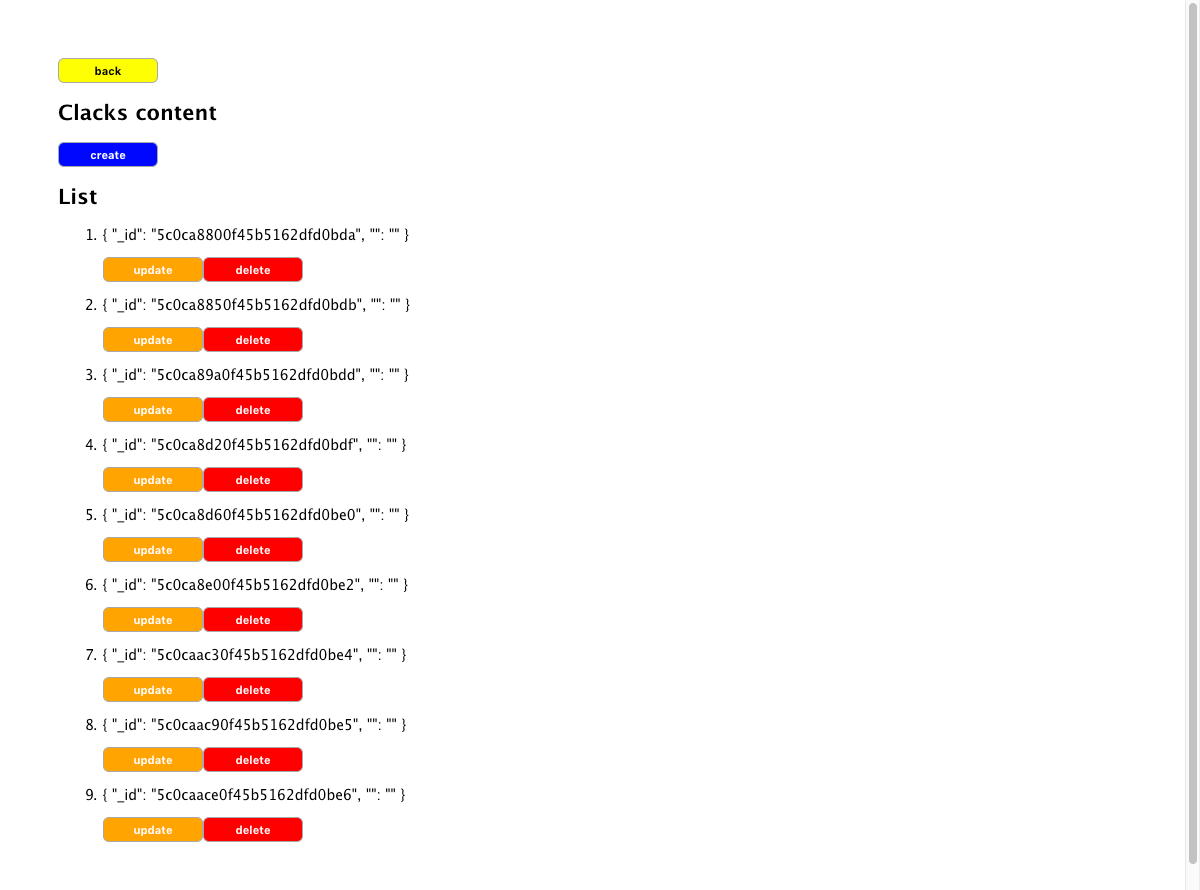 back
Clacks content
create
List
1. { "_id": "5c0ca8800f45b5162dfd0bda", "": "" }
update delete
2. { "_id": "5c0ca8850f45b5162dfd0bdb", "": "" }
update delete
3. { "_id": "5c0ca89a0f45b5162dfd0bdd", "": "" }
update delete
4. { "_id": "5c0ca8d20f45b5162dfd0bdf", "": "" }
update delete
5. { "_id": "5c0ca8d60f45b5162dfd0be0", "": "" }
update delete
6. { "_id": "5c0ca8e00f45b5162dfd0be2", "": "" }
update delete
7. { "_id": "5c0caac30f45b5162dfd0be4", "": "" }
update delete
8. { "_id": "5c0caac90f45b5162dfd0be5", "": "" }
update delete
9. { "_id": "5c0caace0f45b5162dfd0be6", "": "" }
update delete